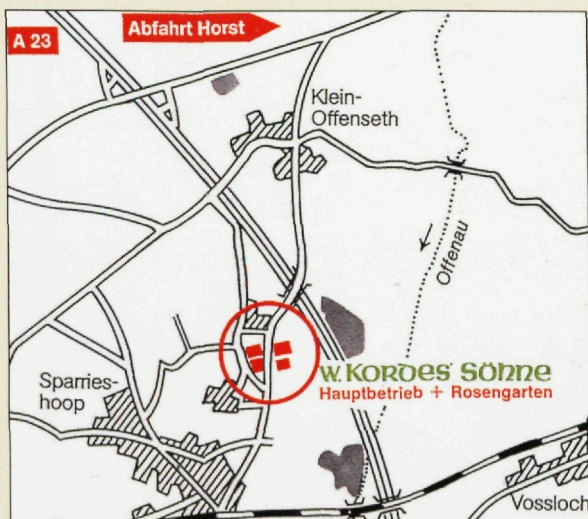 A 23
Abfahrt Horst
Klein-
Offenseth
Offenau
W. KORDES' SÖHNE
Hauptbetrieb + Rosengarten
Sparries-
hoop
Vossloch